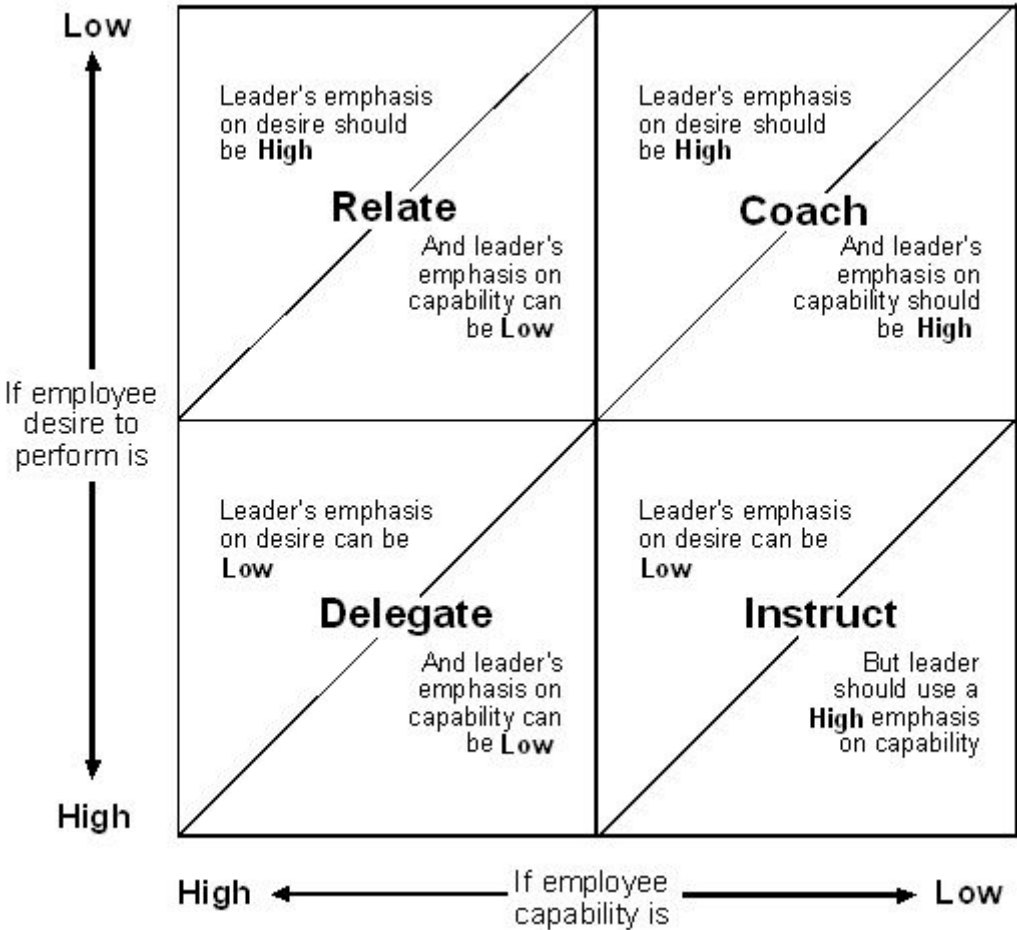 Low
Leader's emphasis
on desire should
be High
Relate
And leader's
emphasis on
capability can
be Low
Leader's emphasis
on desire should
be High
Coach
And leader's
emphasis on
capability should
be High
If employee
desire to
perform is
Leader's emphasis
on desire can be
Low
Delegate
And leader's
emphasis on
capability can
be Low
Leader's emphasis
on desire can be
Low
Instruct
But leader
should use a
High emphasis
on capability
High
High
If employee
capability is
Low